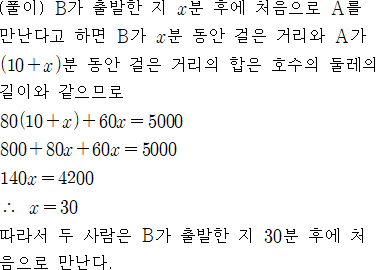 (풀이) B가 출발한 지 x분 후에 처음으로 A를
만난다고 하면 B가 x분 동안 걸은 거리와 A가
(10+x)분 동안 걸은 거리의 합은 호수의 둘레의
길이와 같으므로
80(10+x)+60x=5000
800+80x+60x=5000
140x=4200
∴ x=30
따라서 두 사람은 B가 출발한 지 30분 후에 처
음으로 만난다.